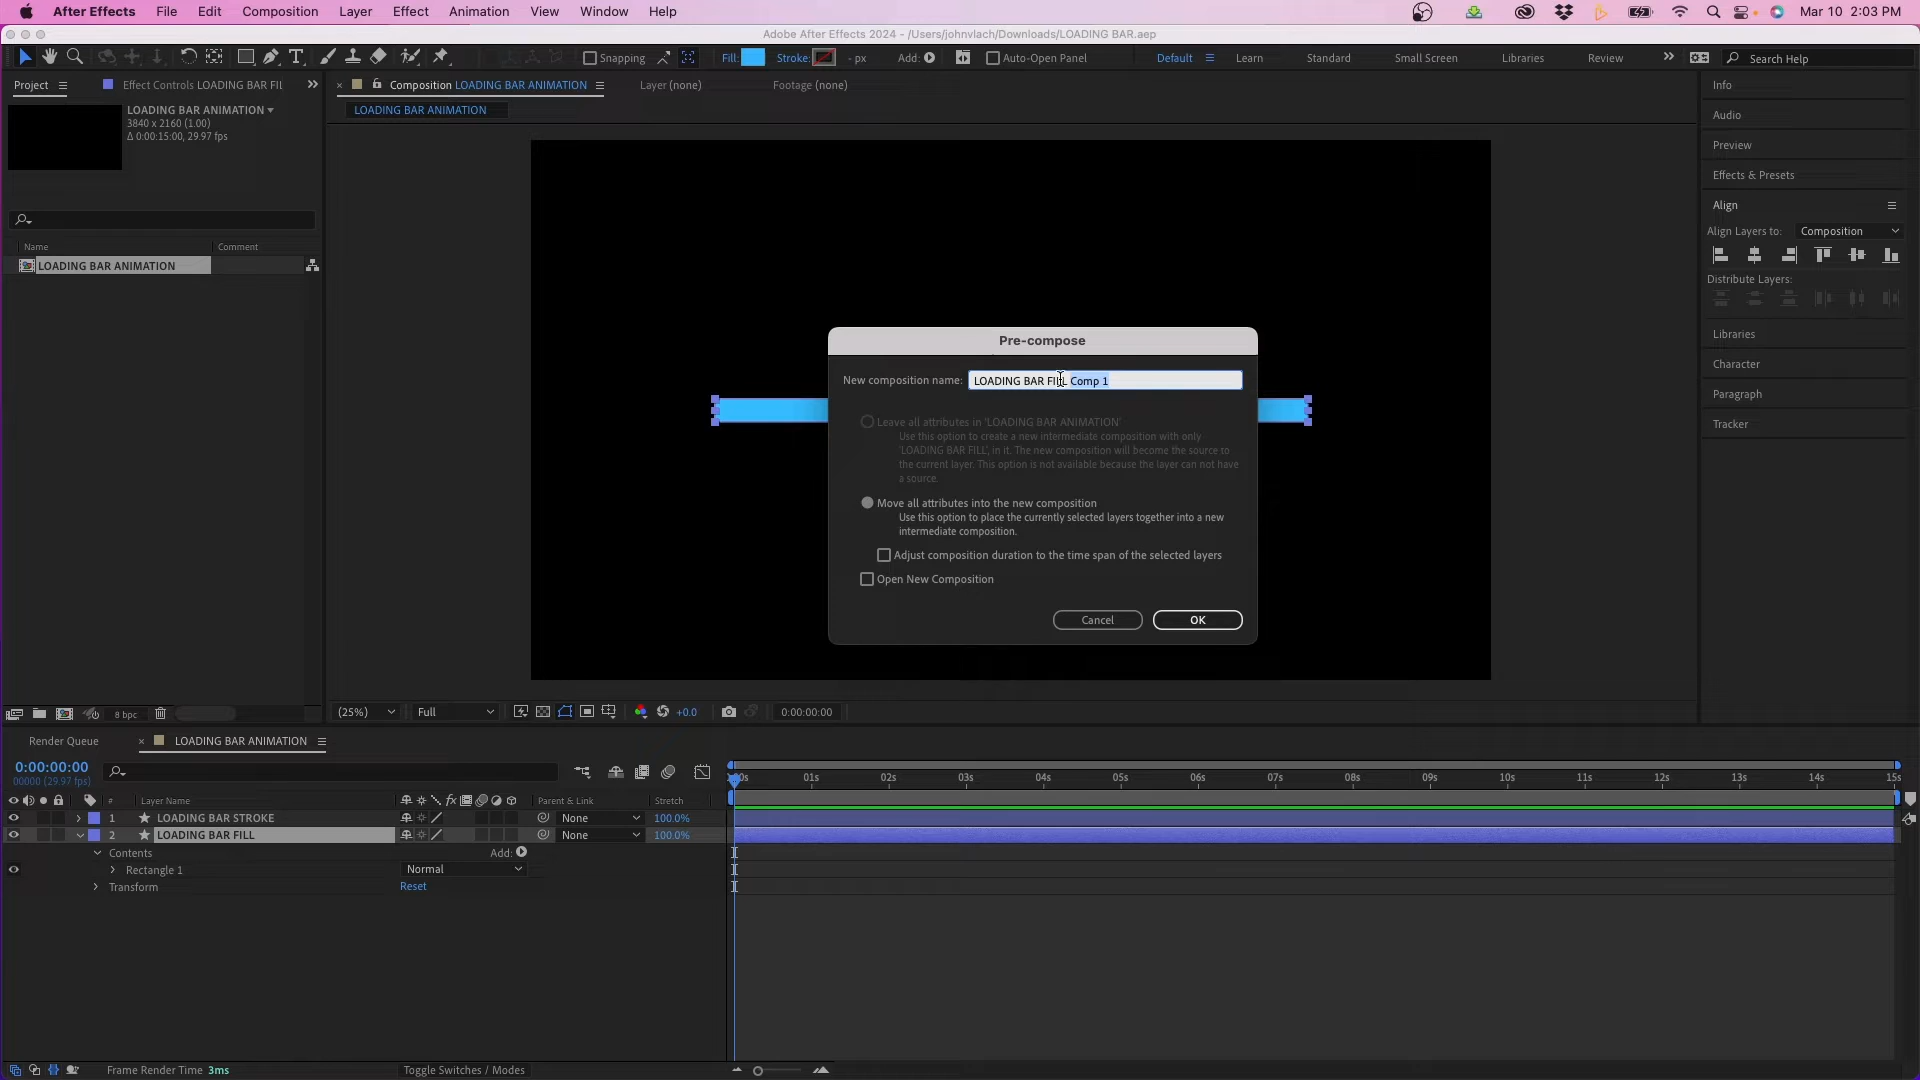 After Effects File Edit Composition Layer Effect Animation View Window Help Mar 10 2:03 PM
Adobe After Effects 2024 - /Users/johnvlach/Downloads/LOADING BAR.aep
Snapping Fill: Stroke: - px Add: Auto-Open Panel Default Learn Standard Small Screen Libraries Review Search Help
Project Effect Controls LOADING BAR FIL Composition LOADING BAR ANIMATION Layer (none) Footage (none) Info
LOADING BAR ANIMATION
3840 x 2160 (1.00)
Δ 0:00:15:00, 29.97 fps
LOADING BAR ANIMATION
Audio
Preview
Effects & Presets
Align
Align Layers to: Composition
Distribute Layers:
Libraries
Character
Paragraph
Tracker
Name Comment
LOADING BAR ANIMATION
Pre-compose
New composition name: LOADING BAR FILL Comp 1
Leave all attributes in 'LOADING BAR ANIMATION'
Use this option to create a new intermediate composition with only
'LOADING BAR FILL', in it. The new composition will become the source to
the current layer. This option is not available because the layer can not have
a source.
Move all attributes into the new composition
Use this option to place the currently selected layers together into a new
intermediate composition.
Adjust composition duration to the time span of the selected layers
Open New Composition
Cancel OK
8 bpc (25%) Full +0.0 0:00:00:00
Render Queue LOADING BAR ANIMATION
0:00:00:00
00000 (29.97 fps)
:00s 01s 02s 03s 04s 05s 06s 07s 08s 09s 10s 11s 12s 13s 14s 15s
# Layer Name fx Parent & Link Stretch
1 LOADING BAR STROKE None 100.0%
2 LOADING BAR FILL None 100.0%
Contents Add:
Rectangle 1 Normal
Transform Reset
Frame Render Time 3ms Toggle Switches / Modes